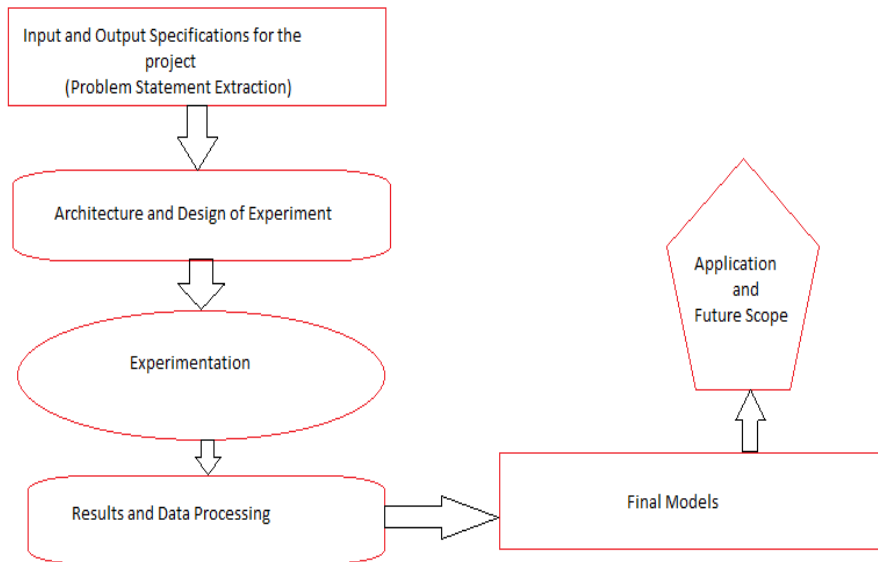 Input and Output Specifications for the
project
(Problem Statement Extraction)
Architecture and Design of Experiment
Experimentation
Results and Data Processing
Final Models
Application
and
Future Scope